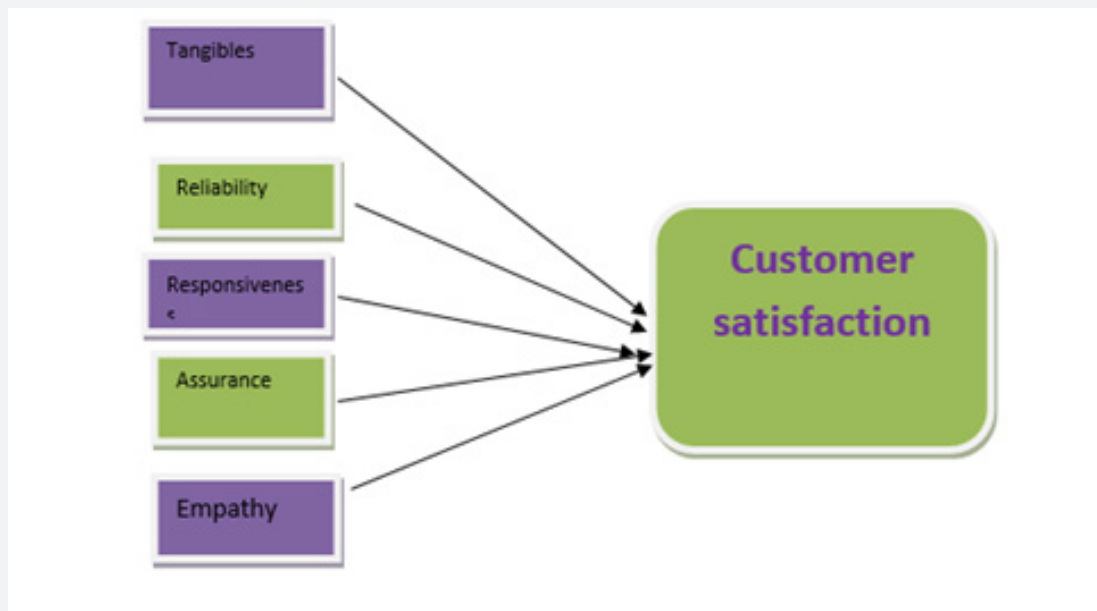 Tangibles
Reliability
Responsivenes
Assurance
Empathy
Customer
satisfaction